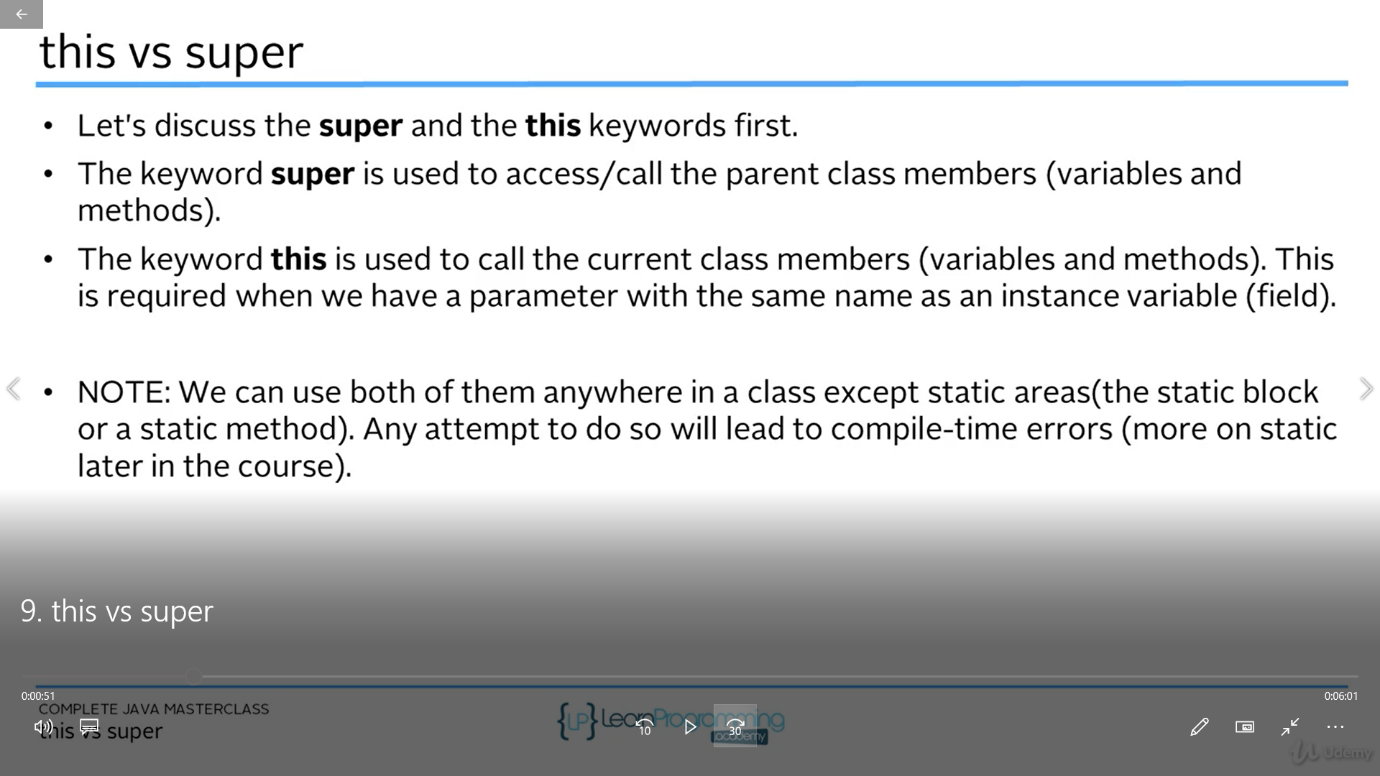 this vs super
• Let's discuss the super and the this keywords first.
• The keyword super is used to access/call the parent class members (variables and
methods).
• The keyword this is used to call the current class members (variables and methods). This
is required when we have a parameter with the same name as an instance variable (field).
• NOTE: We can use both of them anywhere in a class except static areas(the static block
or a static method). Any attempt to do so will lead to compile-time errors (more on static
later in the course).
9. this vs super
0:00:51
0:06:01
COMPLETE JAVA MASTERCLASS
this vs super
{LP} LearnProgramming
academy
10
30
Udemy